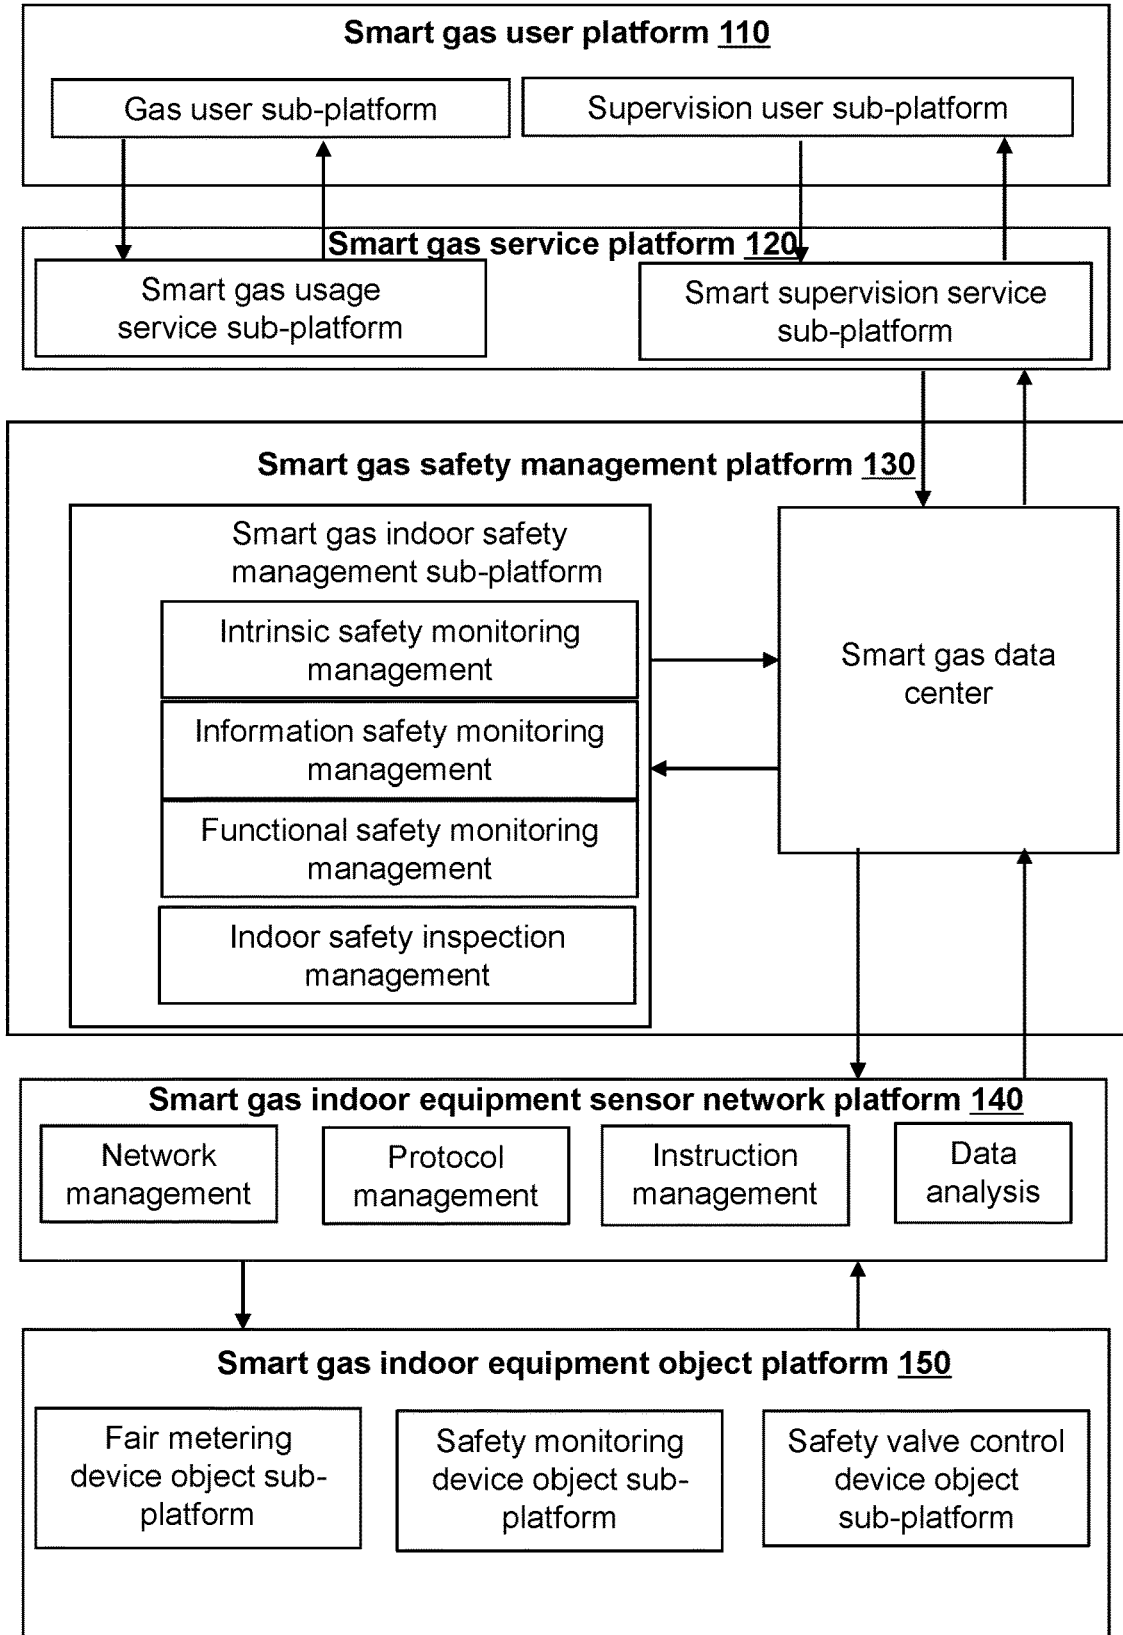 Smart gas user platform 110
Gas user sub-platform
Supervision user sub-platform
Smart gas service platform 120
Smart gas usage
service sub-platform
Smart supervision service
sub-platform
Smart gas safety management platform 130
Smart gas indoor safety
management sub-platform
Intrinsic safety monitoring
management
Information safety monitoring
management
Functional safety monitoring
management
Indoor safety inspection
management
Smart gas data
center
Smart gas indoor equipment sensor network platform 140
Network
management
Protocol
management
Instruction
management
Data
analysis
Smart gas indoor equipment object platform 150
Fair metering
device object sub-
platform
Safety monitoring
device object sub-
platform
Safety valve control
device object
sub-platform